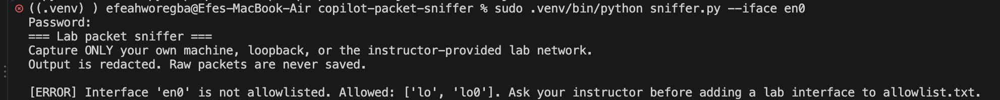 ((.venv) ) efeahworegba@Efes-MacBook-Air copilot-packet-sniffer % sudo .venv/bin/python sniffer.py --iface en0
Password:
=== Lab packet sniffer ===
Capture ONLY your own machine, loopback, or the instructor-provided lab network.
Output is redacted. Raw packets are never saved.
[ERROR] Interface 'en0' is not allowlisted. Allowed: ['lo', 'lo0']. Ask your instructor before adding a lab interface to allowlist.txt.